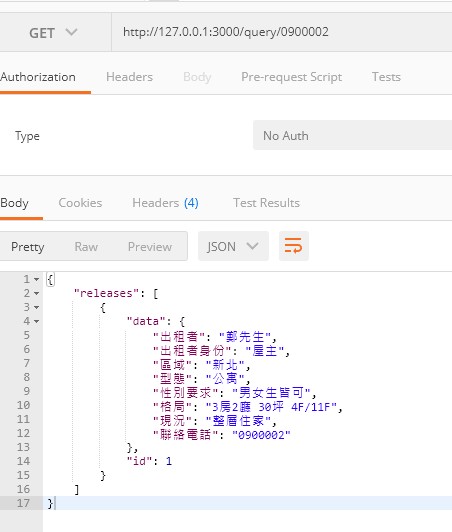 GET http://127.0.0.1:3000/query/0900002
Authorization Headers Body Pre-request Script Tests
Type No Auth
Body Cookies Headers (4) Test Results
Pretty Raw Preview JSON
1 {
2 "releases": [
3 {
4 "data": {
5 "出租者": "鄭先生",
6 "出租者身份": "屋主",
7 "區域": "新北",
8 "型態": "公寓",
9 "性別要求": "男女生皆可",
10 "格局": "3房2廳 30坪 4F/11F",
11 "現況": "整層住家",
12 "聯絡電話": "0900002"
13 },
14 "id": 1
15 }
16 ]
17 }